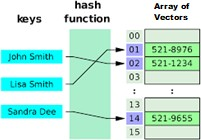 keys
hash
function
Array of
Vectors
John Smith
Lisa Smith
Sandra Dee
00
01 521-8976
02 521-1234
03
: :
13
14 521-9655
15